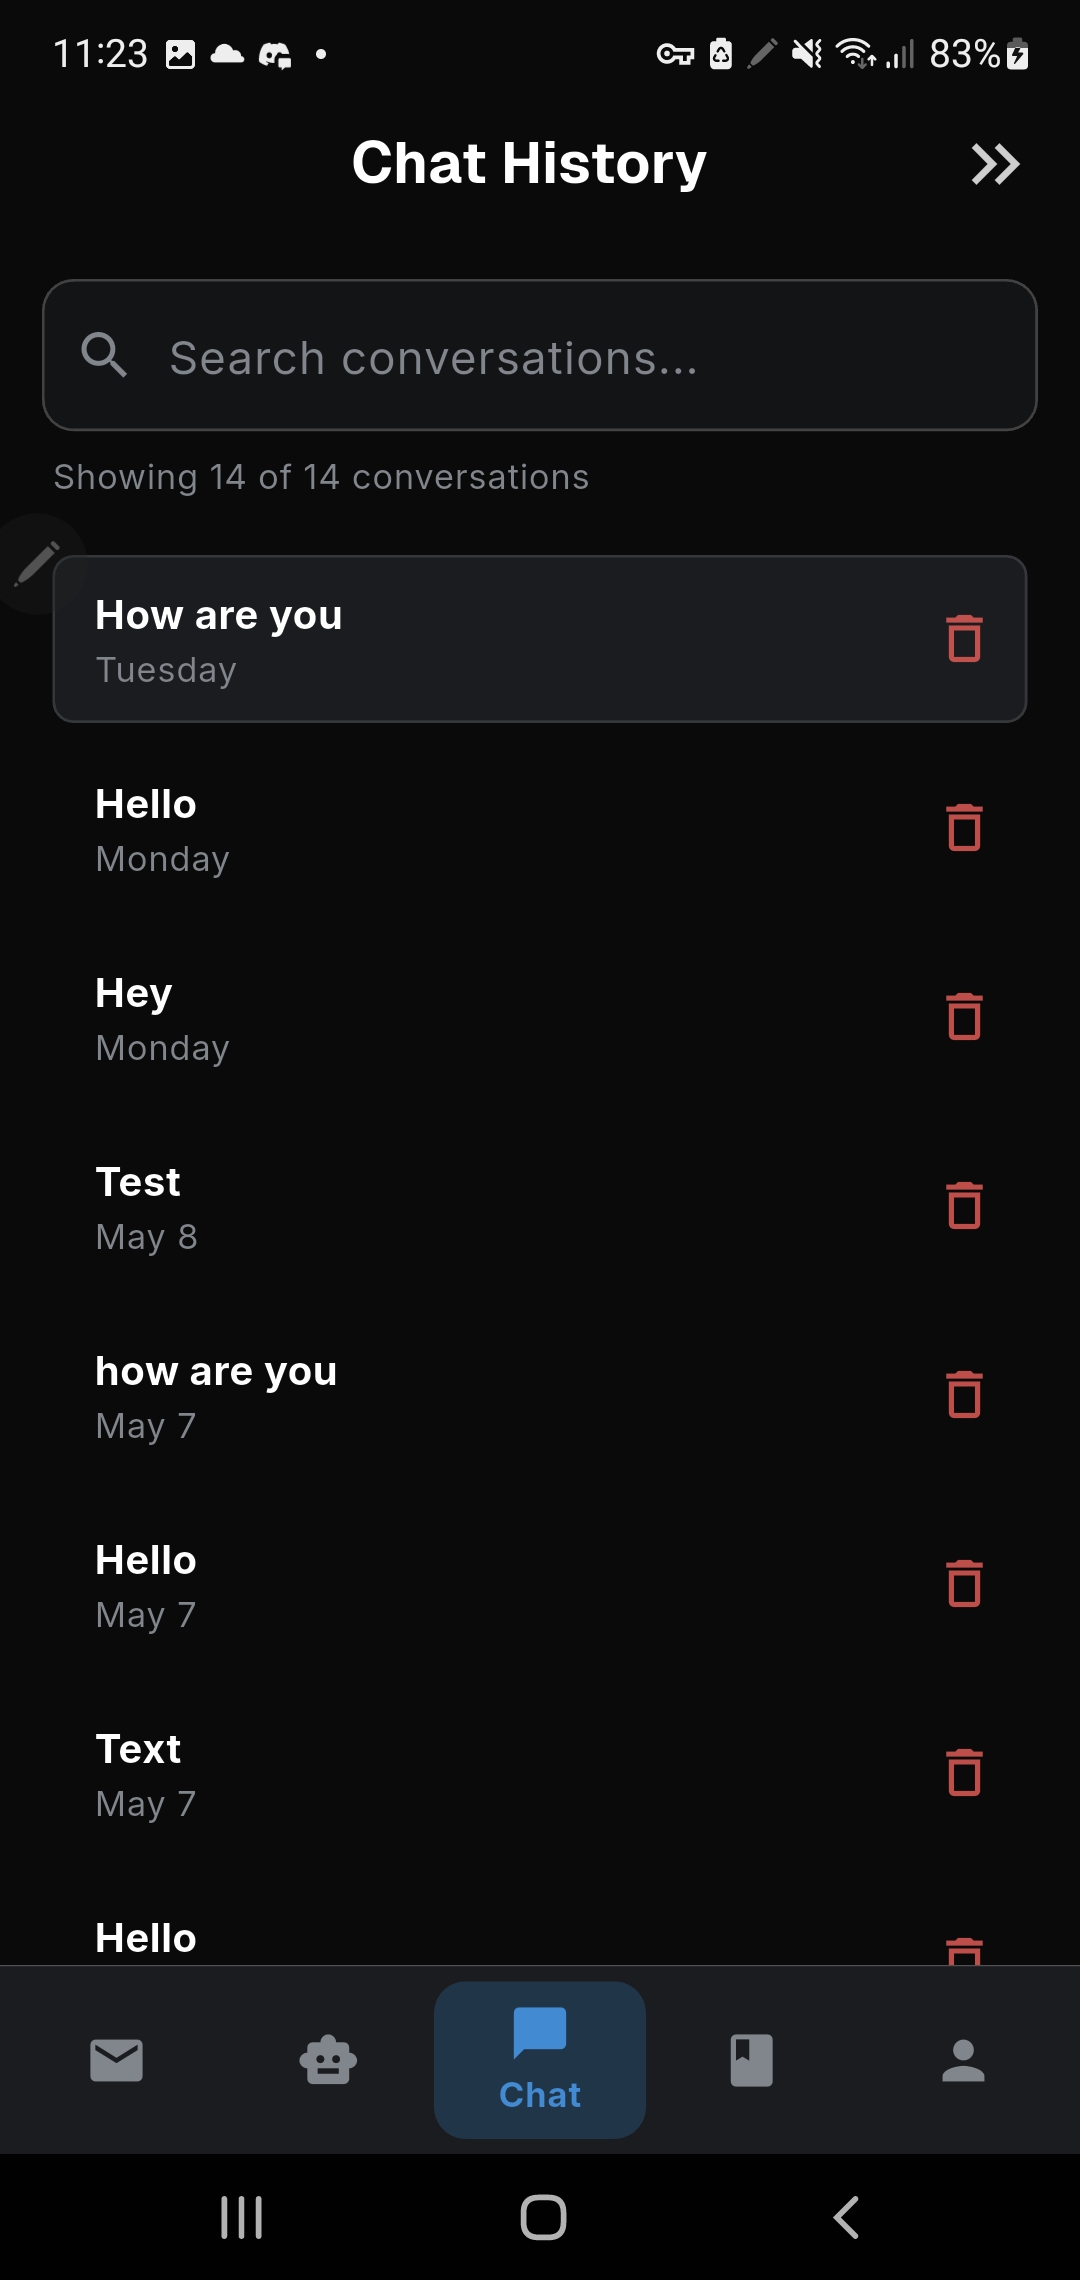 11:23
83%
Chat History
Search conversations...
Showing 14 of 14 conversations
How are you
Tuesday
Hello
Monday
Hey
Monday
Test
May 8
how are you
May 7
Hello
May 7
Text
May 7
Hello
Chat